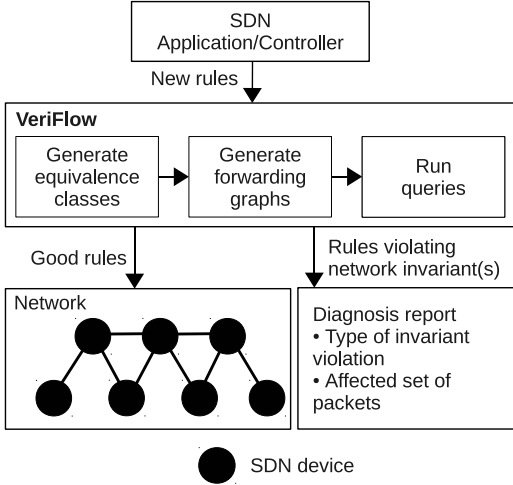 SDN
Application/Controller
New rules
VeriFlow
Generate
equivalence
classes
Generate
forwarding
graphs
Run
queries
Good rules
Rules violating
network invariant(s)
Network
Diagnosis report
• Type of invariant
violation
• Affected set of
packets
SDN device